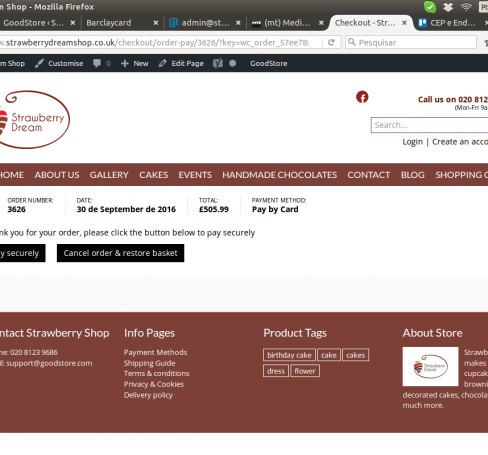 m Shop - Mozilla Firefox
Pt
GoodStore ‹ S... × Barclaycard × admin@st... × (mt) Medi... × Checkout - Str... × CEP e Ende...
w.strawberrydreamshop.co.uk/checkout/order-pay/3626/?key=wc_order_57ee78 Pesquisar
am Shop Customise 0 New Edit Page GoodStore
Call us on 020 812
(Mon-Fri 9a
Strawberry
Dream
Search...
Login | Create an acco
HOME ABOUT US GALLERY CAKES EVENTS HANDMADE CHOCOLATES CONTACT BLOG SHOPPING C
ORDER NUMBER: DATE: TOTAL: PAYMENT METHOD:
3626 30 de September de 2016 £505.99 Pay by Card
nk you for your order, please click the button below to pay securely
y securely Cancel order & restore basket
ntact Strawberry Shop Info Pages Product Tags About Store
ne: 020 8123 9686
il: support@goodstore.com
Payment Methods
Shipping Guide
Terms & conditions
Privacy & Cookies
Delivery policy
birthday cake cake cakes
dress flower
Strawberry
Dream
Strawb
makes
cupcak
browni
decorated cakes, chocola
much more.